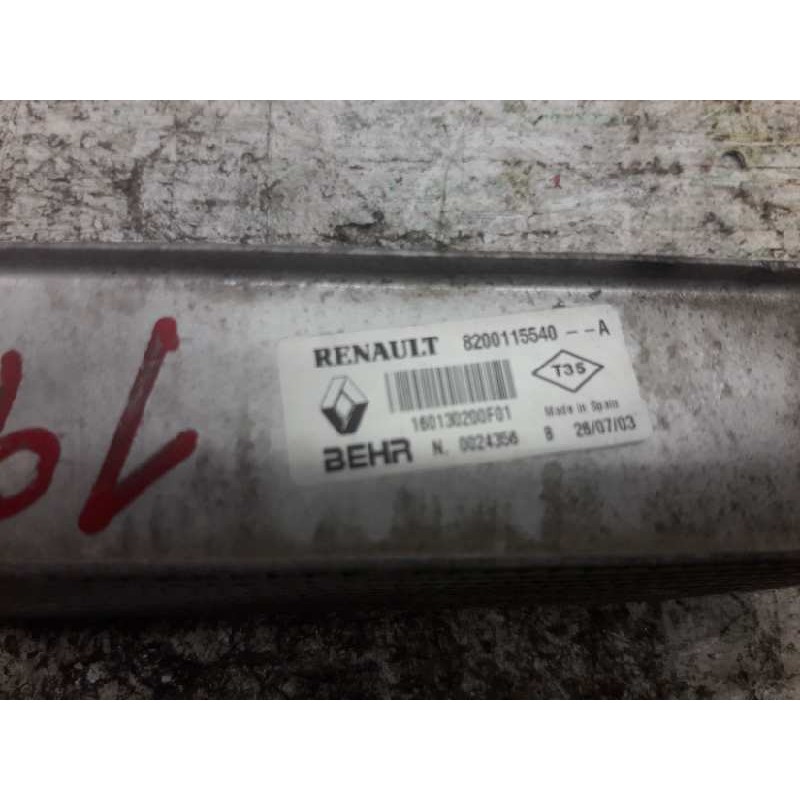 RENAULT 8200115540 - - A
T35
160130200F01 Made in Spain
BEHR N. 0024356 B 26/07/03